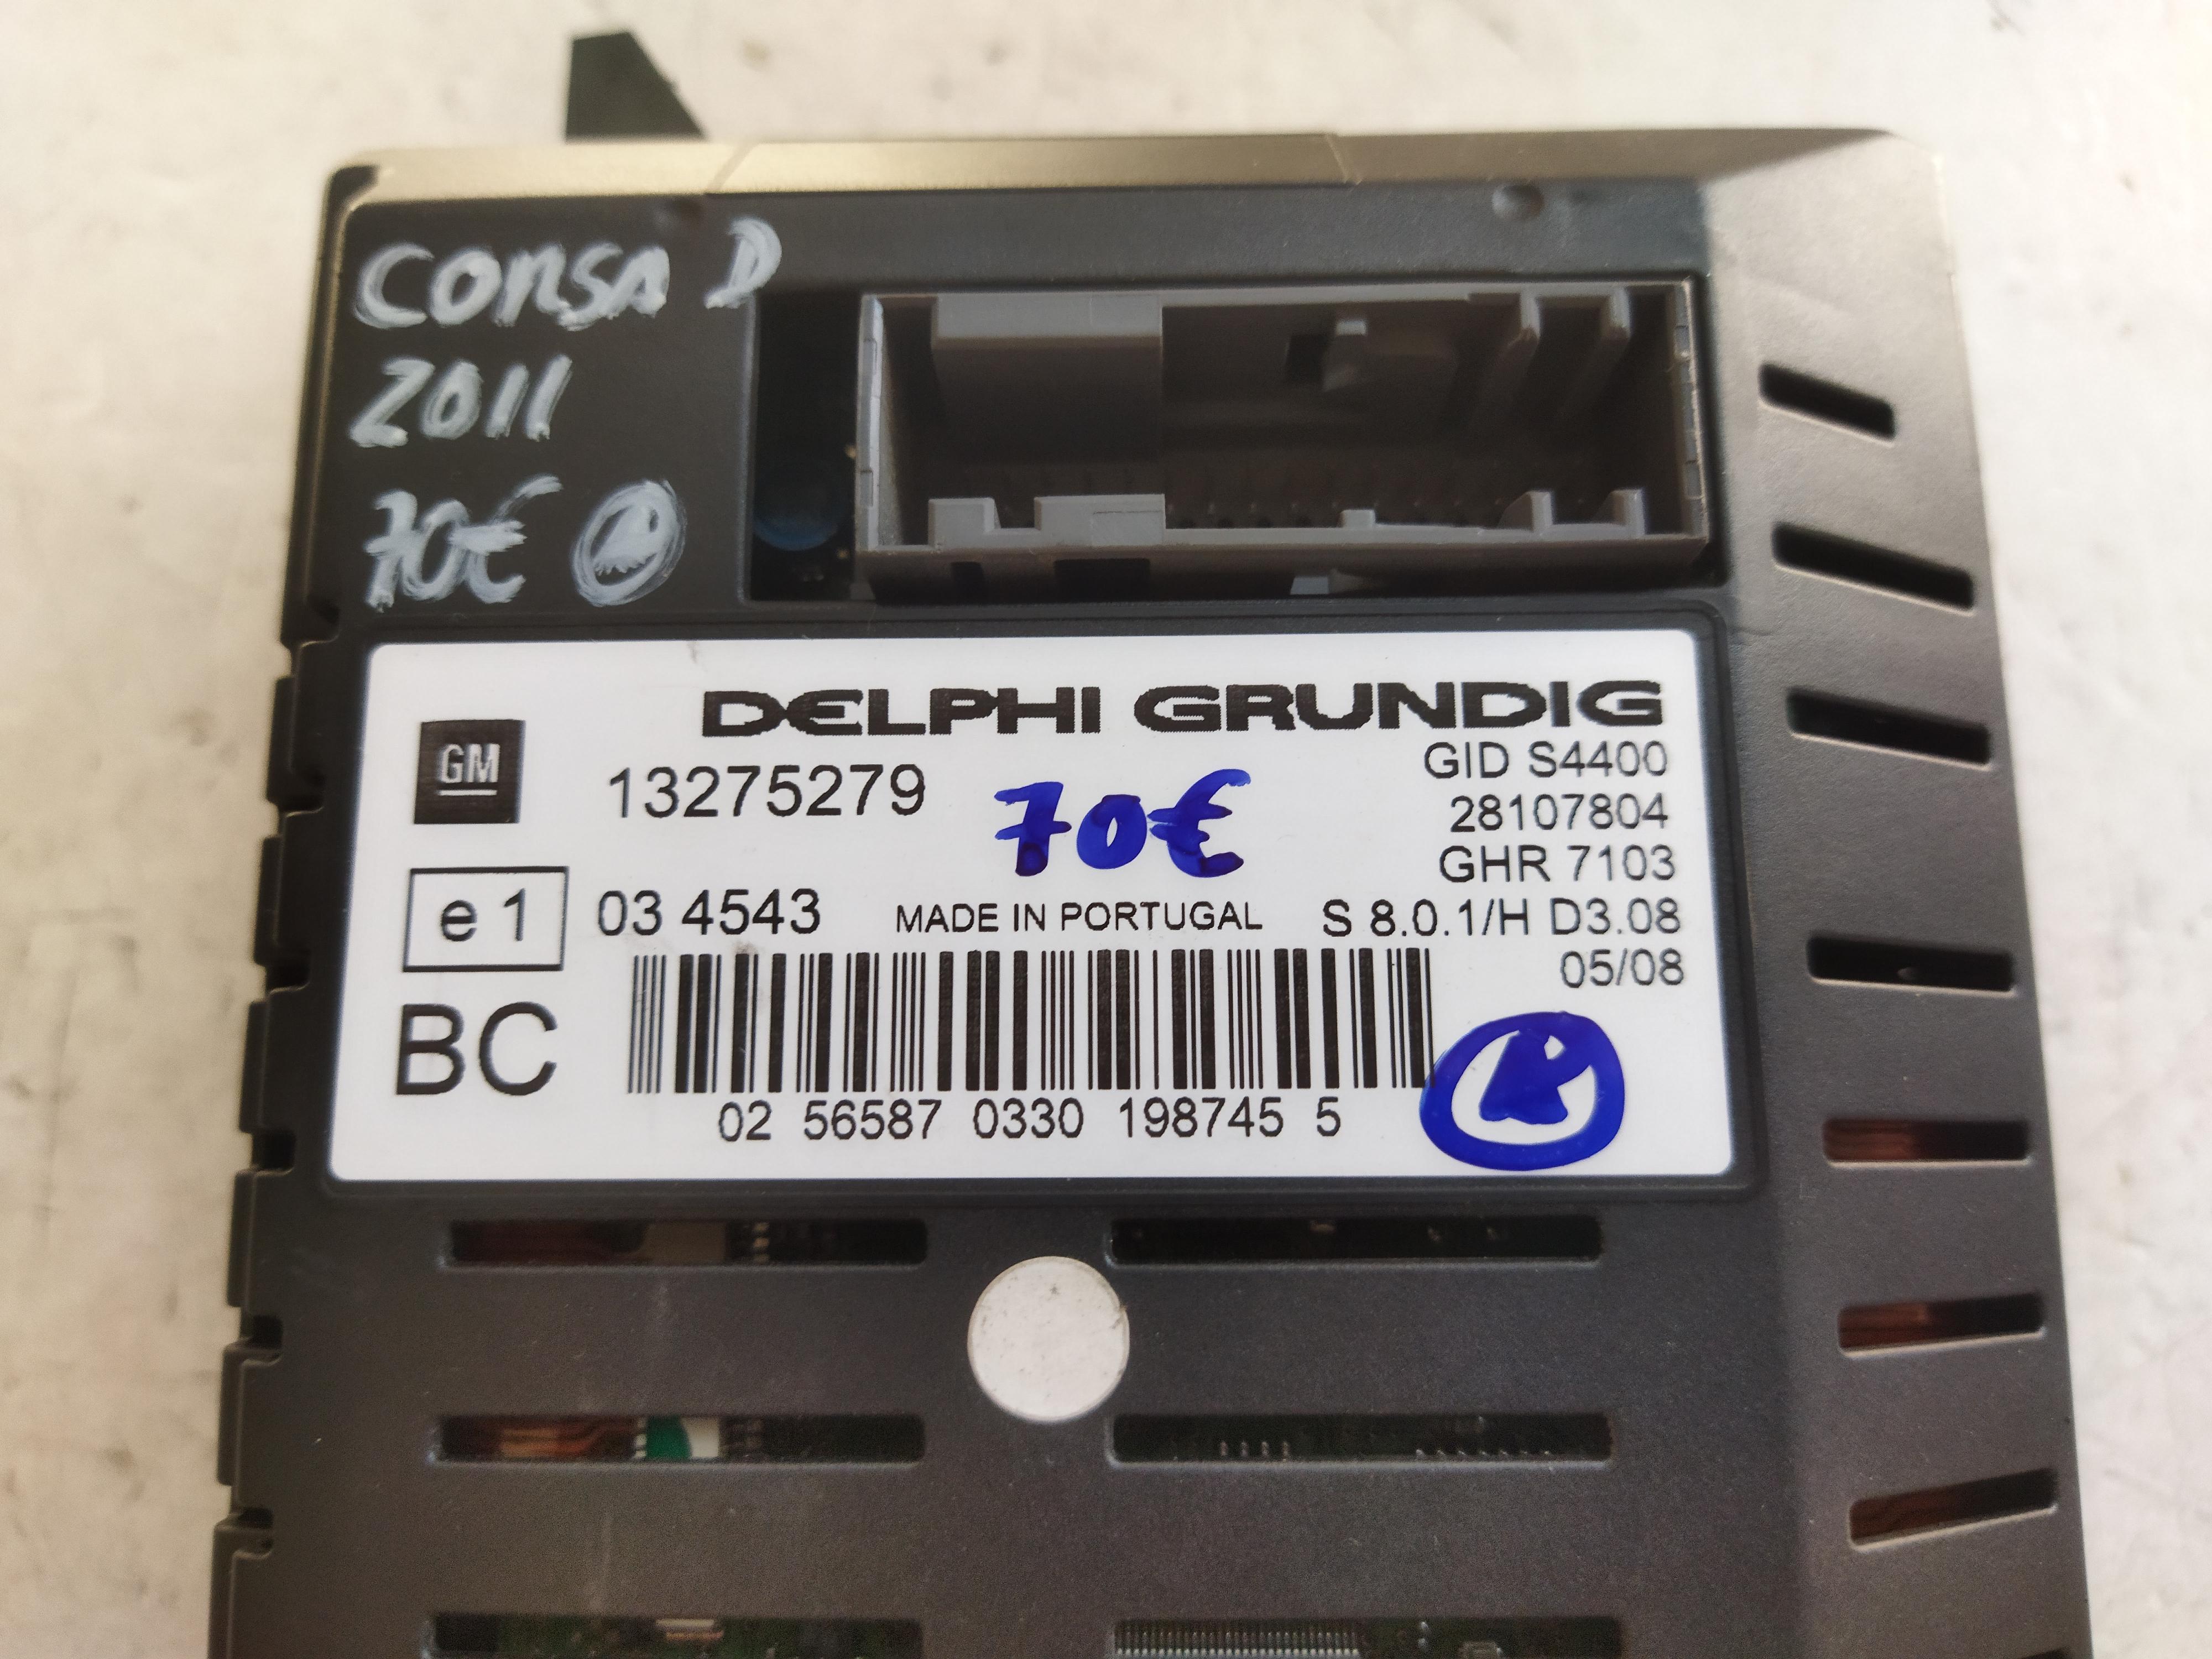 CORSA D
2011
70€
DELPHI GRUNDIG
GM
13275279
70€
GID S4400
28107804
GHR 7103
e1
03 4543
MADE IN PORTUGAL
S 8.0.1/H D3.08
05/08
BC
02 56587 0330 198745 5